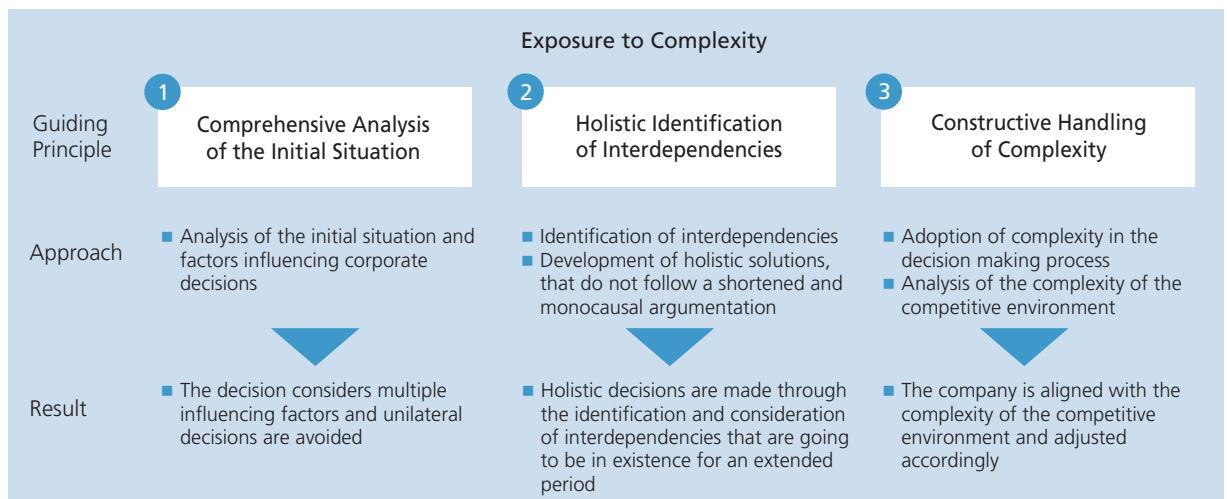 Exposure to Complexity
1
2
3
Guiding
Principle
Comprehensive Analysis
of the Initial Situation
Holistic Identification
of Interdependencies
Constructive Handling
of Complexity
Approach
Analysis of the initial situation and
factors influencing corporate
decisions
Identification of interdependencies
Development of holistic solutions,
that do not follow a shortened and
monocausal argumentation
Adoption of complexity in the
decision making process
Analysis of the complexity of the
competitive environment
Result
The decision considers multiple
influencing factors and unilateral
decisions are avoided
Holistic decisions are made through
the identification and consideration
of interdependencies that are going
to be in existence for an extended
period
The company is aligned with the
complexity of the competitive
environment and adjusted
accordingly